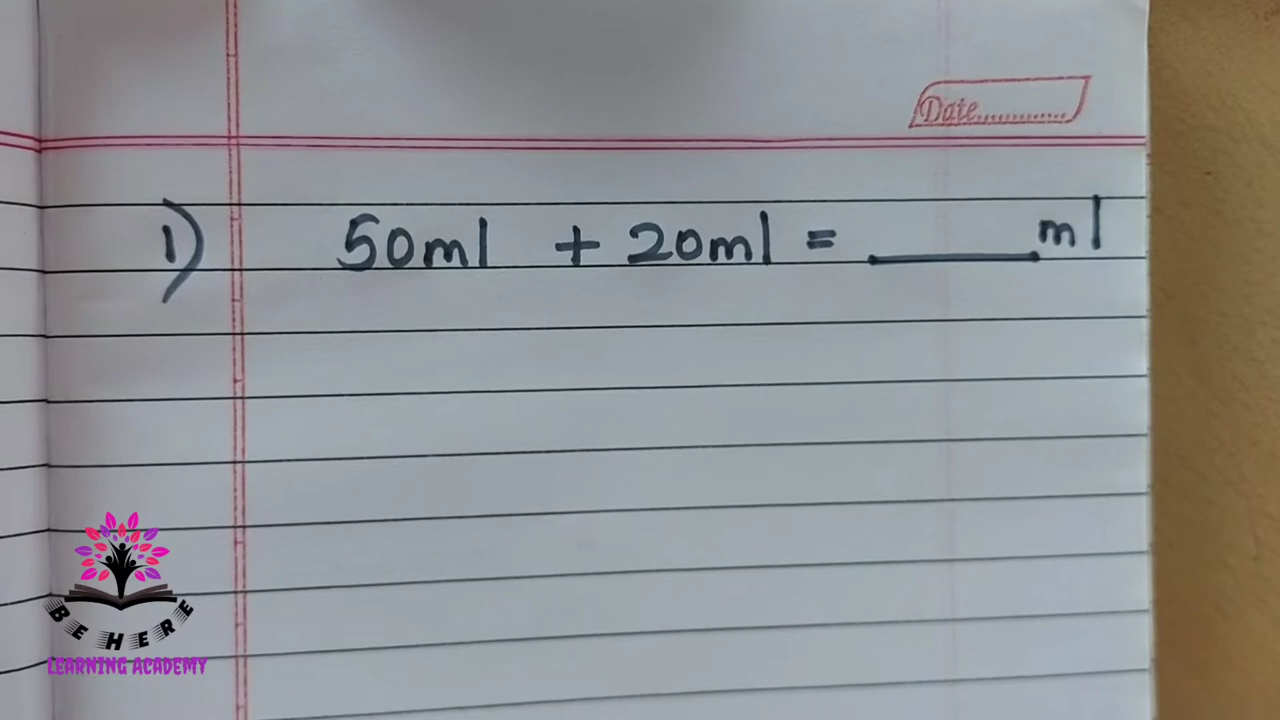 Date..............
1) 50ml + 20ml = ______ ml
BE HERE
LEARNING ACADEMY